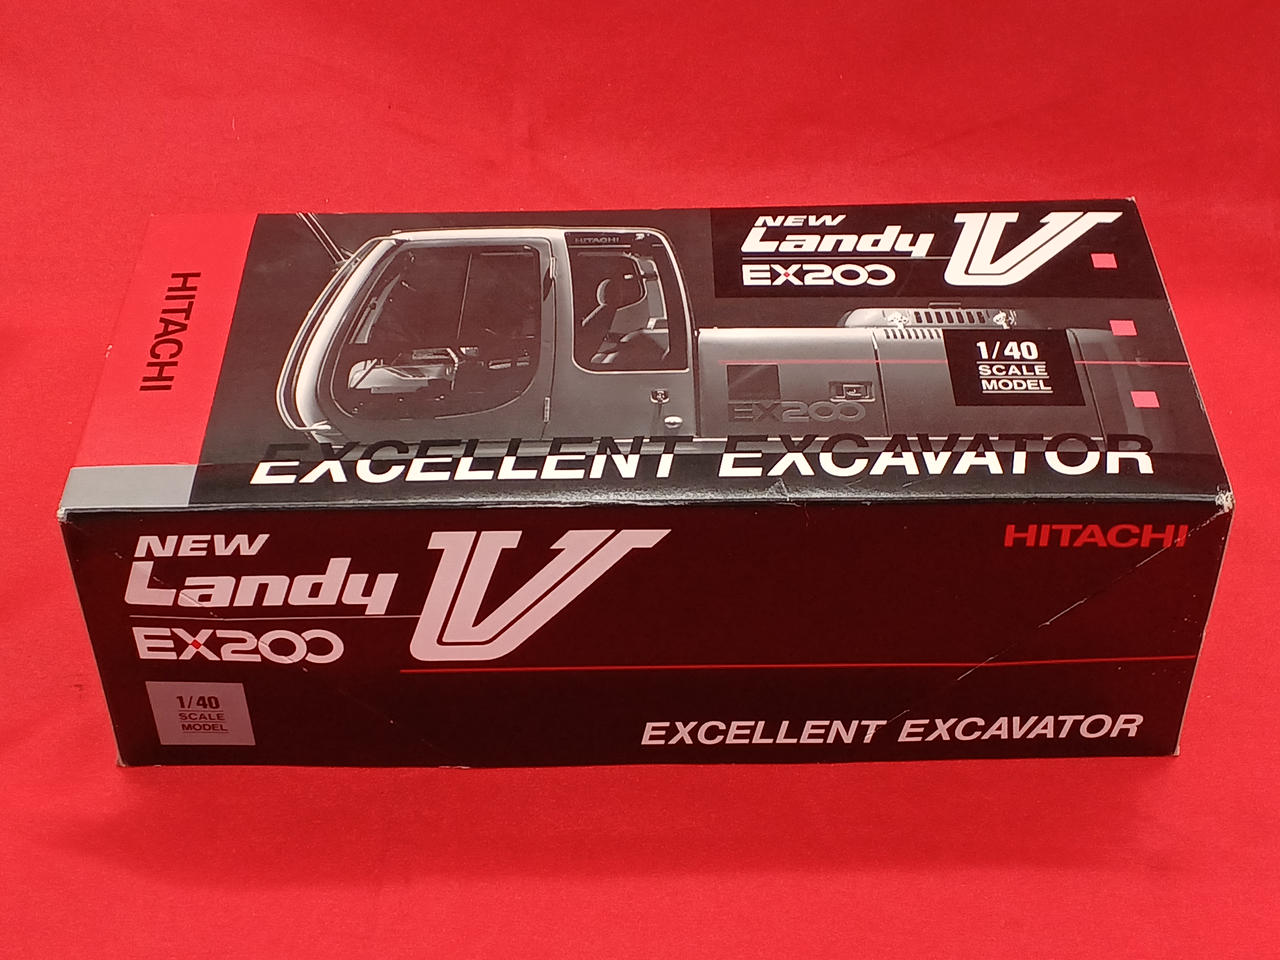 HITACHI
HITACHI
NEW
Landy V
EX200
1/40
SCALE
MODEL
EX200
EXCELLENT EXCAVATOR
NEW
Landy V
EX200
HITACHI
1/40
SCALE
MODEL
EXCELLENT EXCAVATOR